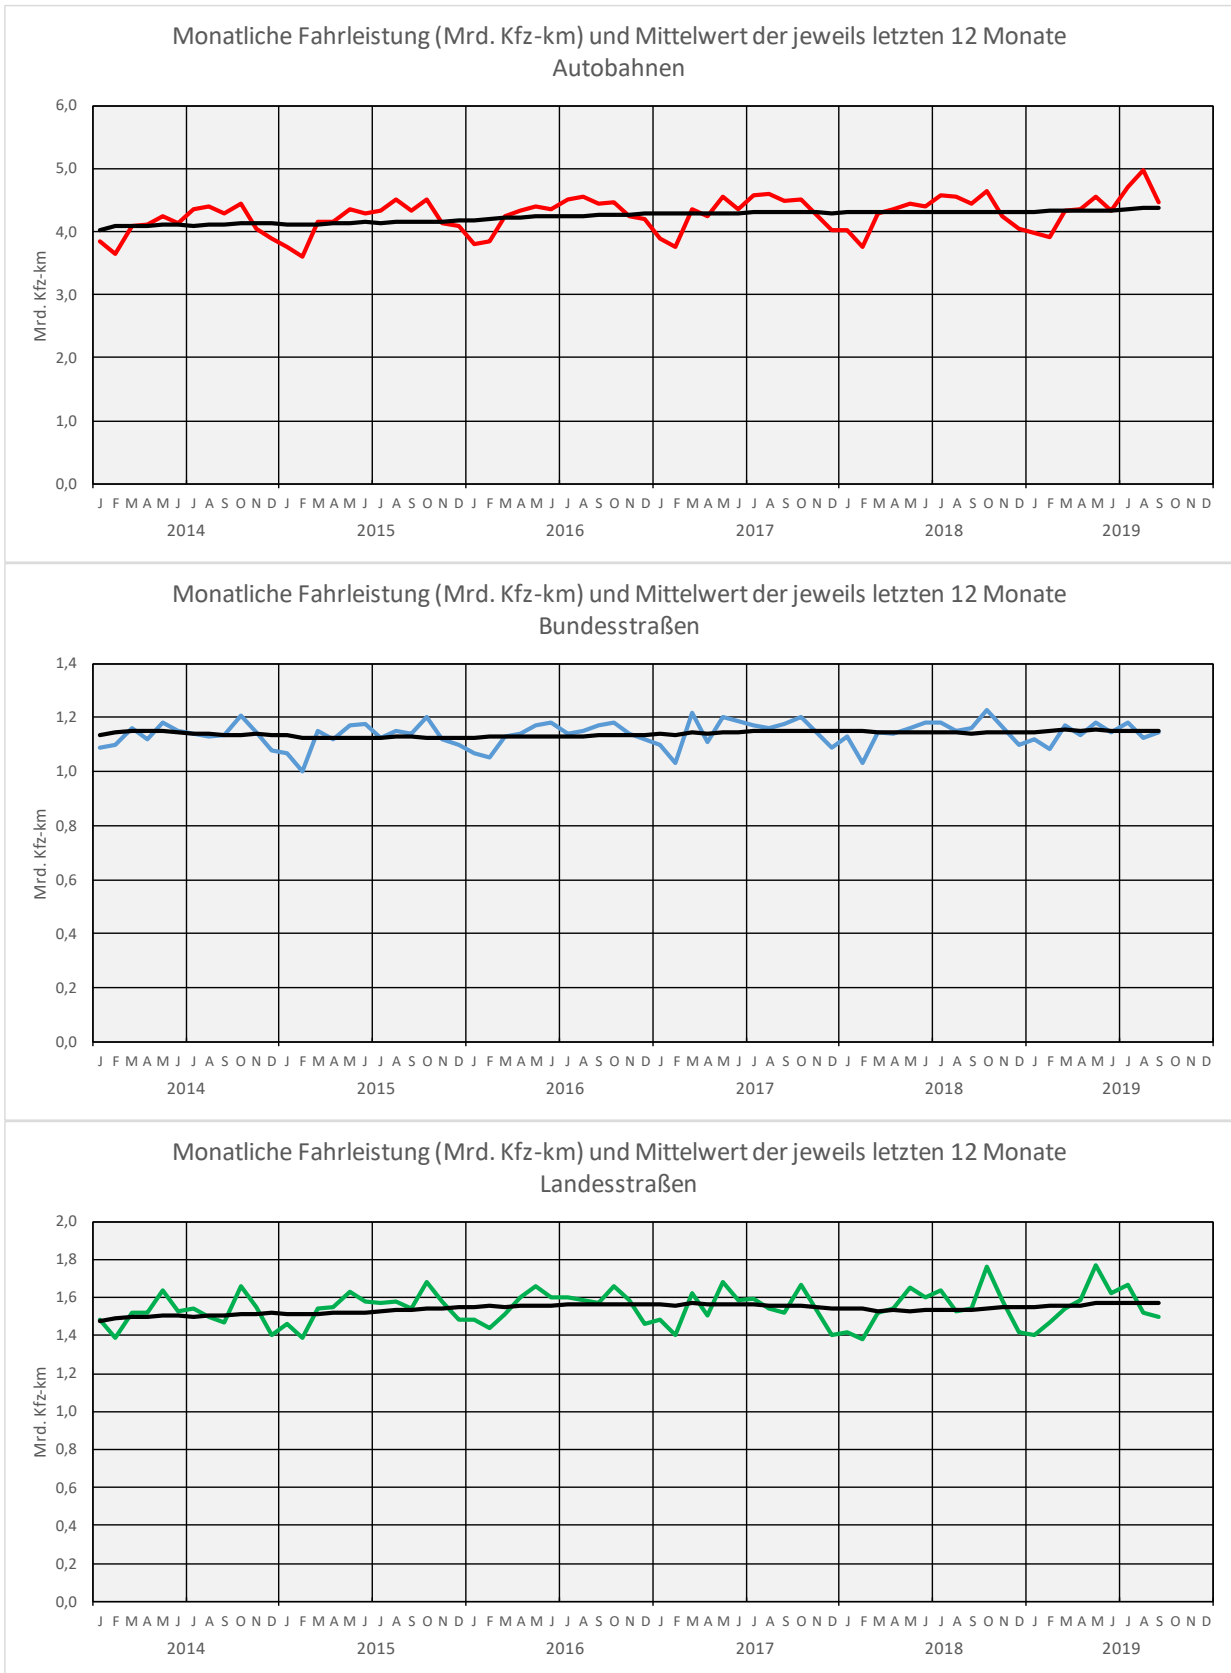 Monatliche Fahrleistung (Mrd. Kfz-km) und Mittelwert der jeweils letzten 12 Monate
Autobahnen
6,0
5,0
4,0
3,0
2,0
1,0
0,0
Mrd. Kfz-km
J F M A M J J A S O N D J F M A M J J A S O N D J F M A M J J A S O N D J F M A M J J A S O N D J F M A M J J A S O N D J F M A M J J A S O N D
2014 2015 2016 2017 2018 2019
Monatliche Fahrleistung (Mrd. Kfz-km) und Mittelwert der jeweils letzten 12 Monate
Bundesstraßen
1,4
1,2
1,0
0,8
0,6
0,4
0,2
0,0
Mrd. Kfz-km
J F M A M J J A S O N D J F M A M J J A S O N D J F M A M J J A S O N D J F M A M J J A S O N D J F M A M J J A S O N D J F M A M J J A S O N D
2014 2015 2016 2017 2018 2019
Monatliche Fahrleistung (Mrd. Kfz-km) und Mittelwert der jeweils letzten 12 Monate
Landesstraßen
2,0
1,8
1,6
1,4
1,2
1,0
0,8
0,6
0,4
0,2
0,0
Mrd. Kfz-km
J F M A M J J A S O N D J F M A M J J A S O N D J F M A M J J A S O N D J F M A M J J A S O N D J F M A M J J A S O N D J F M A M J J A S O N D
2014 2015 2016 2017 2018 2019